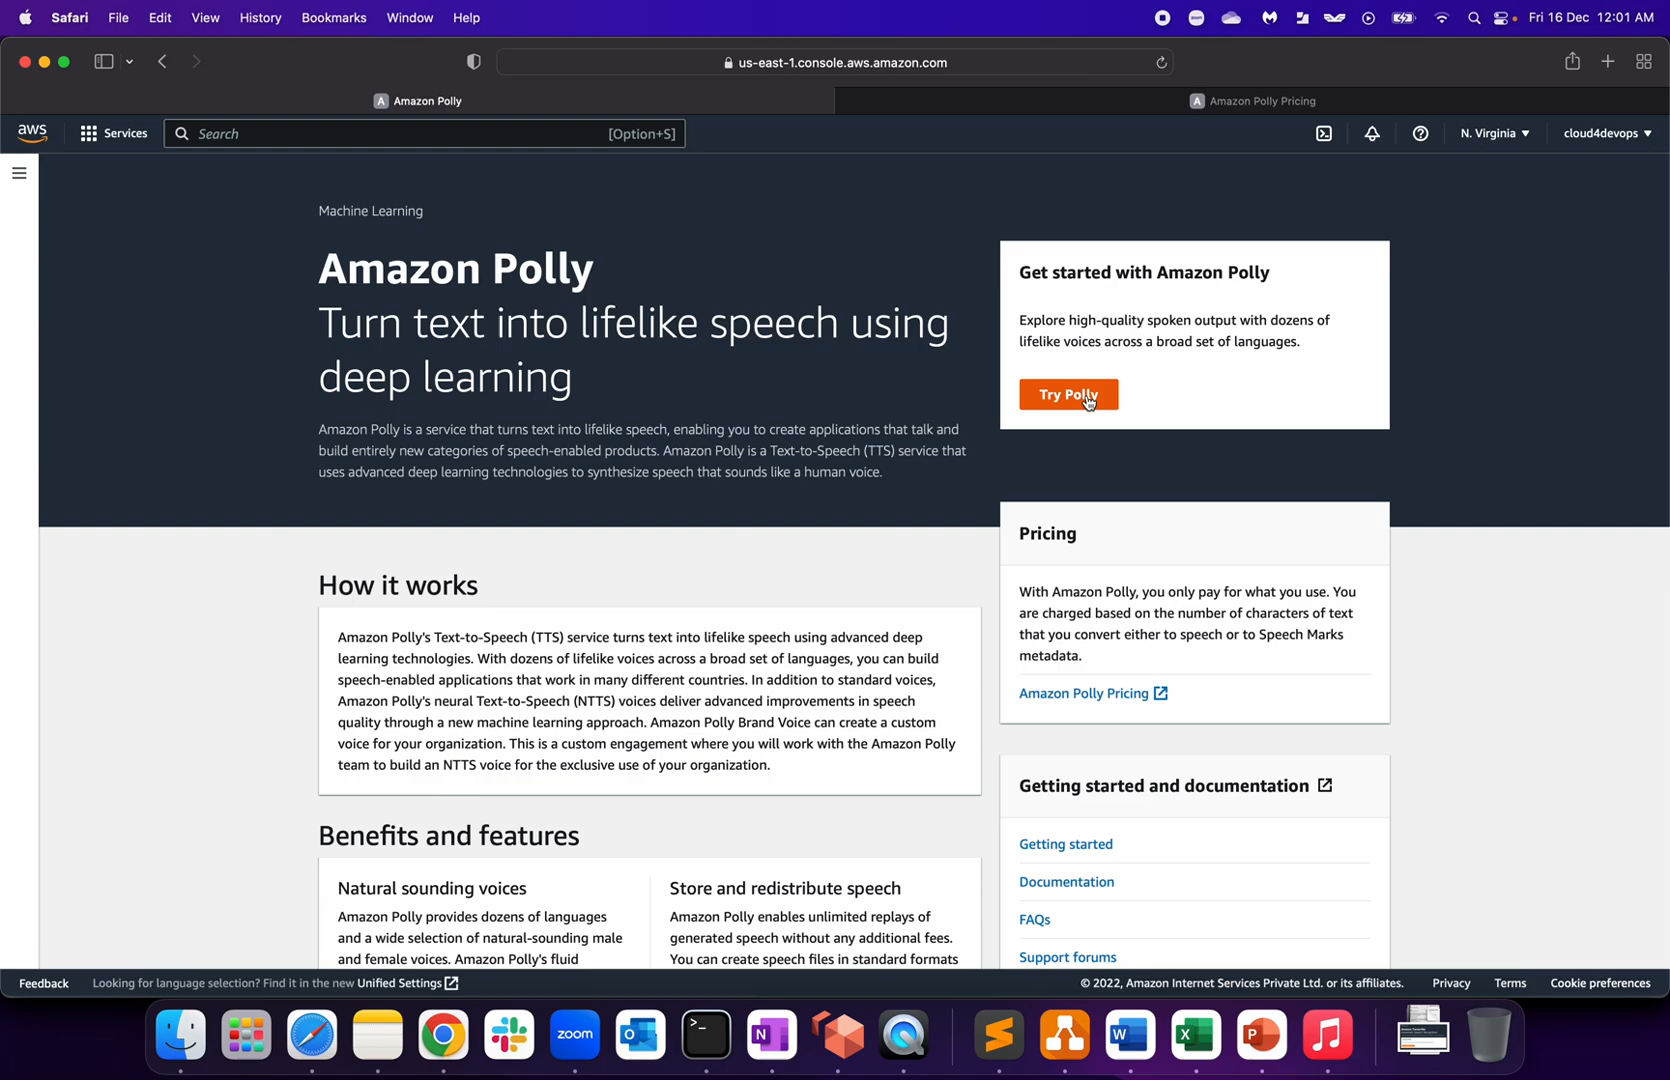 Safari File Edit View History Bookmarks Window Help
Fri 16 Dec 12:01 AM
us-east-1.console.aws.amazon.com
A Amazon Polly
A Amazon Polly Pricing
aws Services Search [Option+S] N. Virginia cloud4devops
Machine Learning
Amazon Polly
Turn text into lifelike speech using
deep learning
Amazon Polly is a service that turns text into lifelike speech, enabling you to create applications that talk and
build entirely new categories of speech-enabled products. Amazon Polly is a Text-to-Speech (TTS) service that
uses advanced deep learning technologies to synthesize speech that sounds like a human voice.
Get started with Amazon Polly
Explore high-quality spoken output with dozens of
lifelike voices across a broad set of languages.
Try Polly
Pricing
With Amazon Polly, you only pay for what you use. You
are charged based on the number of characters of text
that you convert either to speech or to Speech Marks
metadata.
Amazon Polly Pricing
How it works
Amazon Polly's Text-to-Speech (TTS) service turns text into lifelike speech using advanced deep
learning technologies. With dozens of lifelike voices across a broad set of languages, you can build
speech-enabled applications that work in many different countries. In addition to standard voices,
Amazon Polly's neural Text-to-Speech (NTTS) voices deliver advanced improvements in speech
quality through a new machine learning approach. Amazon Polly Brand Voice can create a custom
voice for your organization. This is a custom engagement where you will work with the Amazon Polly
team to build an NTTS voice for the exclusive use of your organization.
Getting started and documentation
Getting started
Documentation
FAQs
Support forums
Benefits and features
Natural sounding voices
Amazon Polly provides dozens of languages
and a wide selection of natural-sounding male
and female voices. Amazon Polly's fluid
Store and redistribute speech
Amazon Polly enables unlimited replays of
generated speech without any additional fees.
You can create speech files in standard formats
Feedback Looking for language selection? Find it in the new Unified Settings © 2022, Amazon Internet Services Private Ltd. or its affiliates. Privacy Terms Cookie preferences
zoom